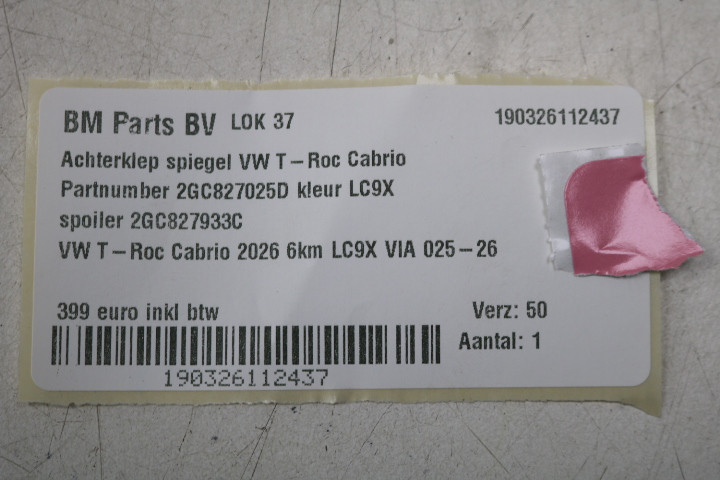 BM Parts BV LOK 37 190326112437
Achterklep spiegel VW T-Roc Cabrio
Partnumber 2GC827025D kleur LC9X
spoiler 2GC827933C
VW T-Roc Cabrio 2026 6km LC9X VIA 025-26
399 euro inkl btw Verz: 50
Aantal: 1
190326112437